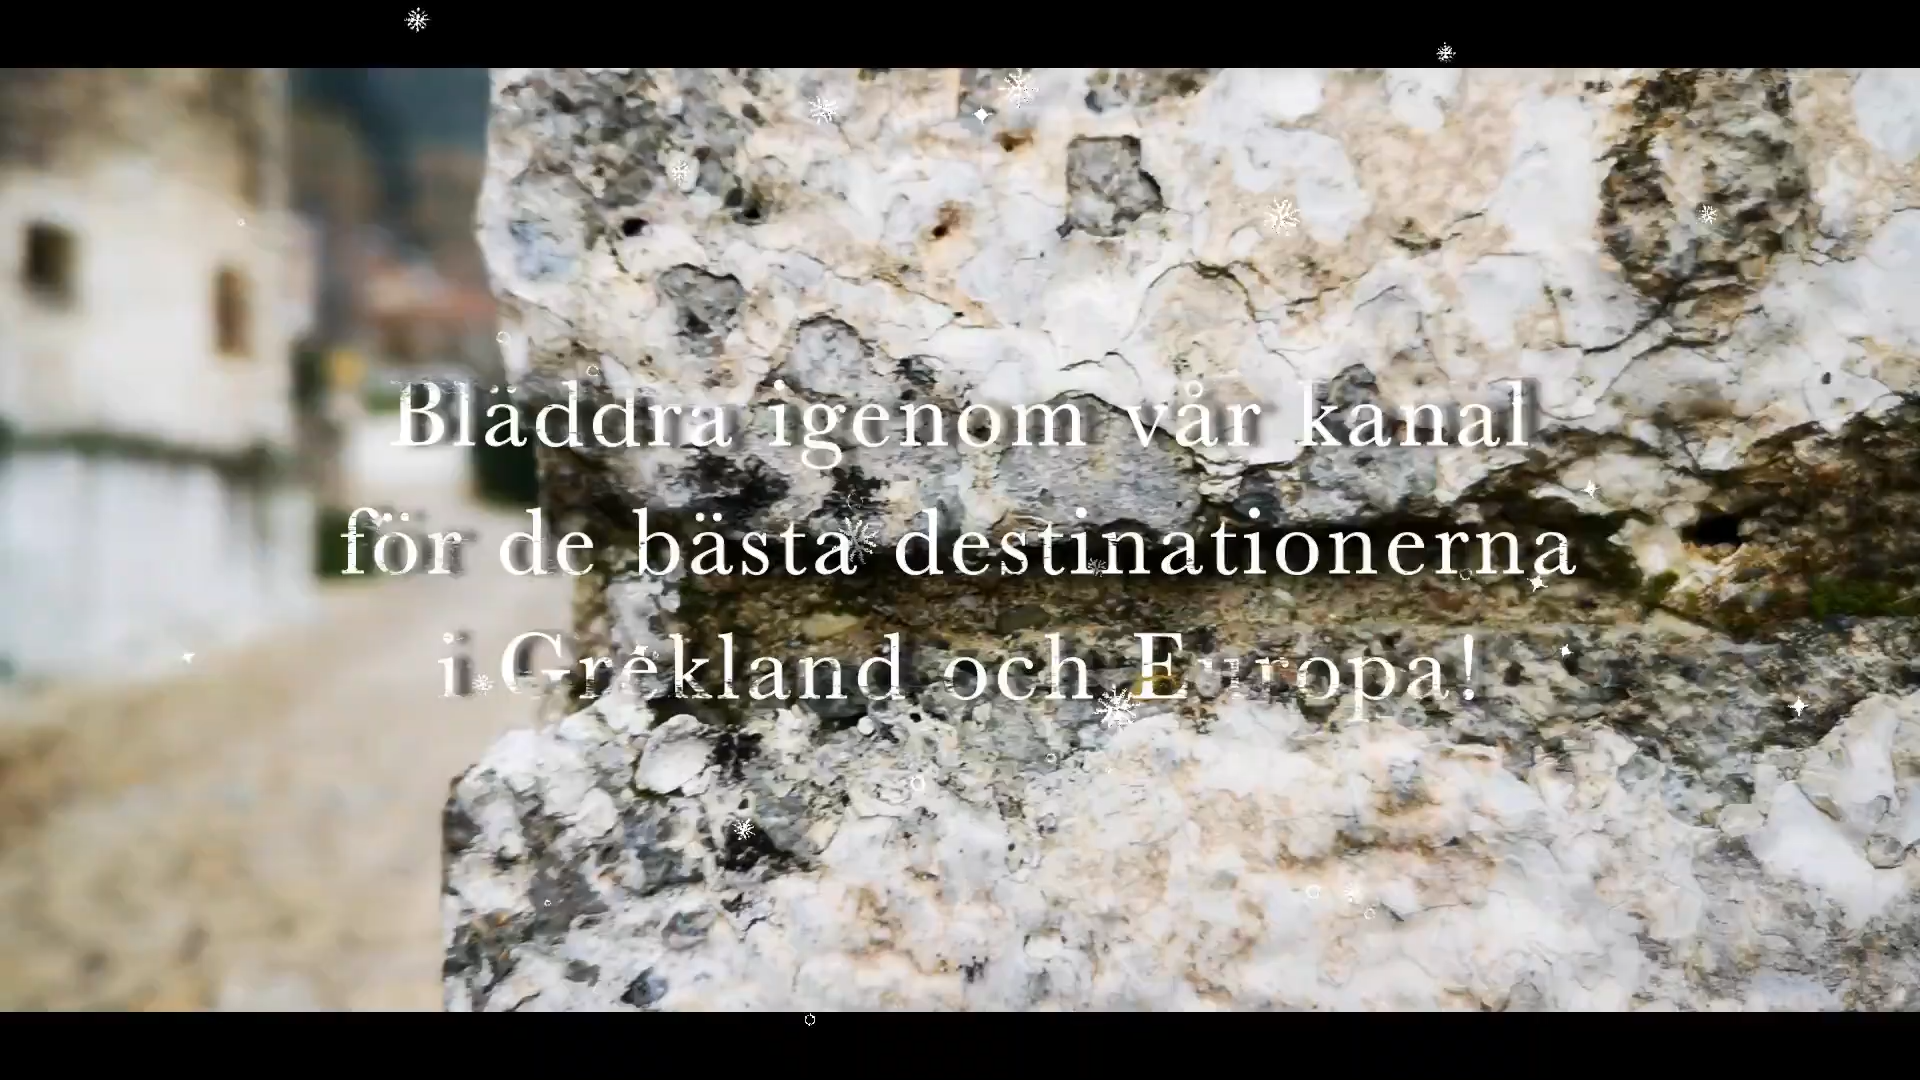 Bläddra igenom vår kanal
för de bästa destinationerna
i Grekland och Europa!